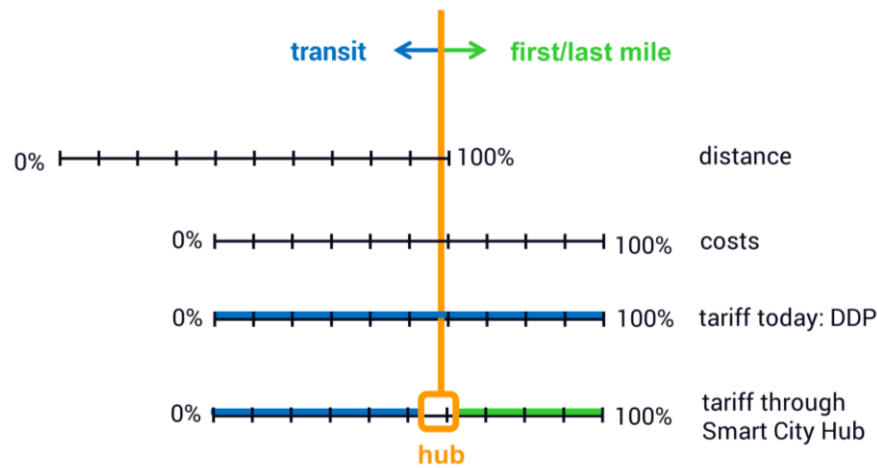 transit first/last mile
0% 100% distance
0% 100% costs
0% 100% tariff today: DDP
0% 100% tariff through
Smart City Hub
hub